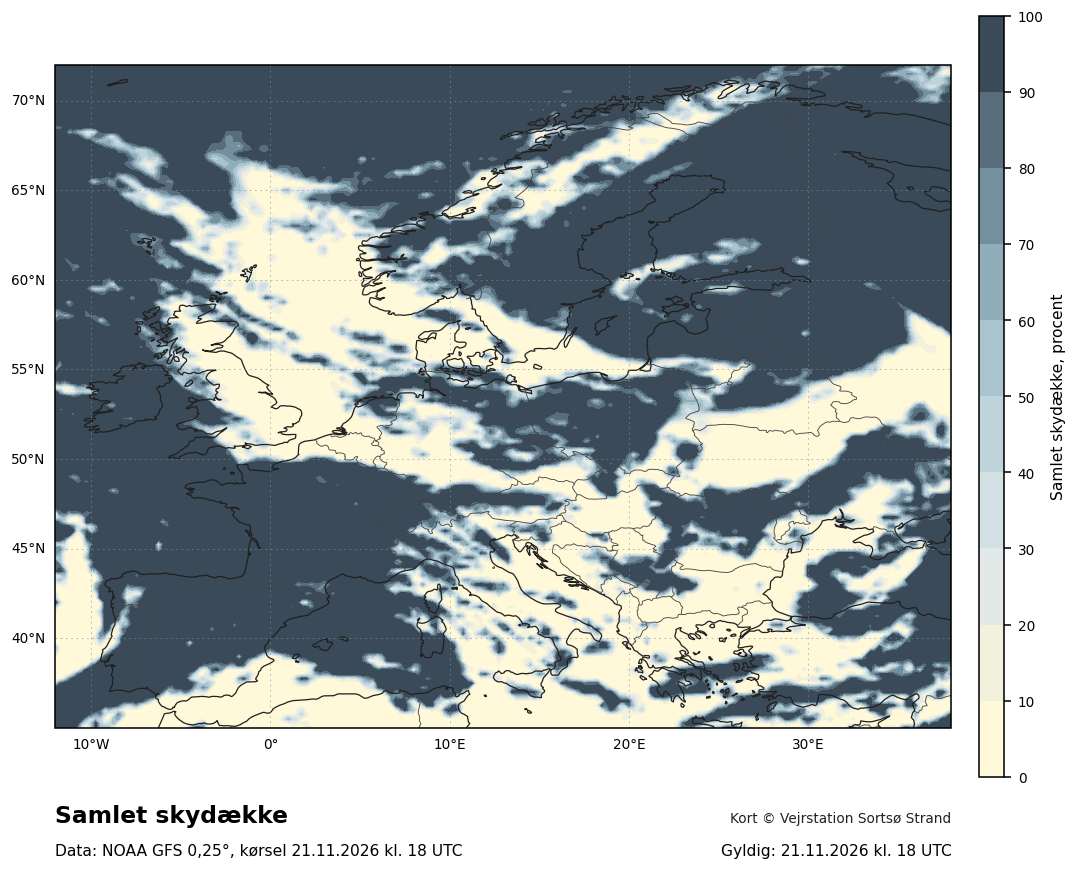 100
90
80
70
60
50
40
30
20
10
0
Samlet skydække, procent
70°N
65°N
60°N
55°N
50°N
45°N
40°N
10°W
0°
10°E
20°E
30°E
Samlet skydække
Kort © Vejrstation Sortsø Strand
Data: NOAA GFS 0,25°, kørsel 21.11.2026 kl. 18 UTC
Gyldig: 21.11.2026 kl. 18 UTC